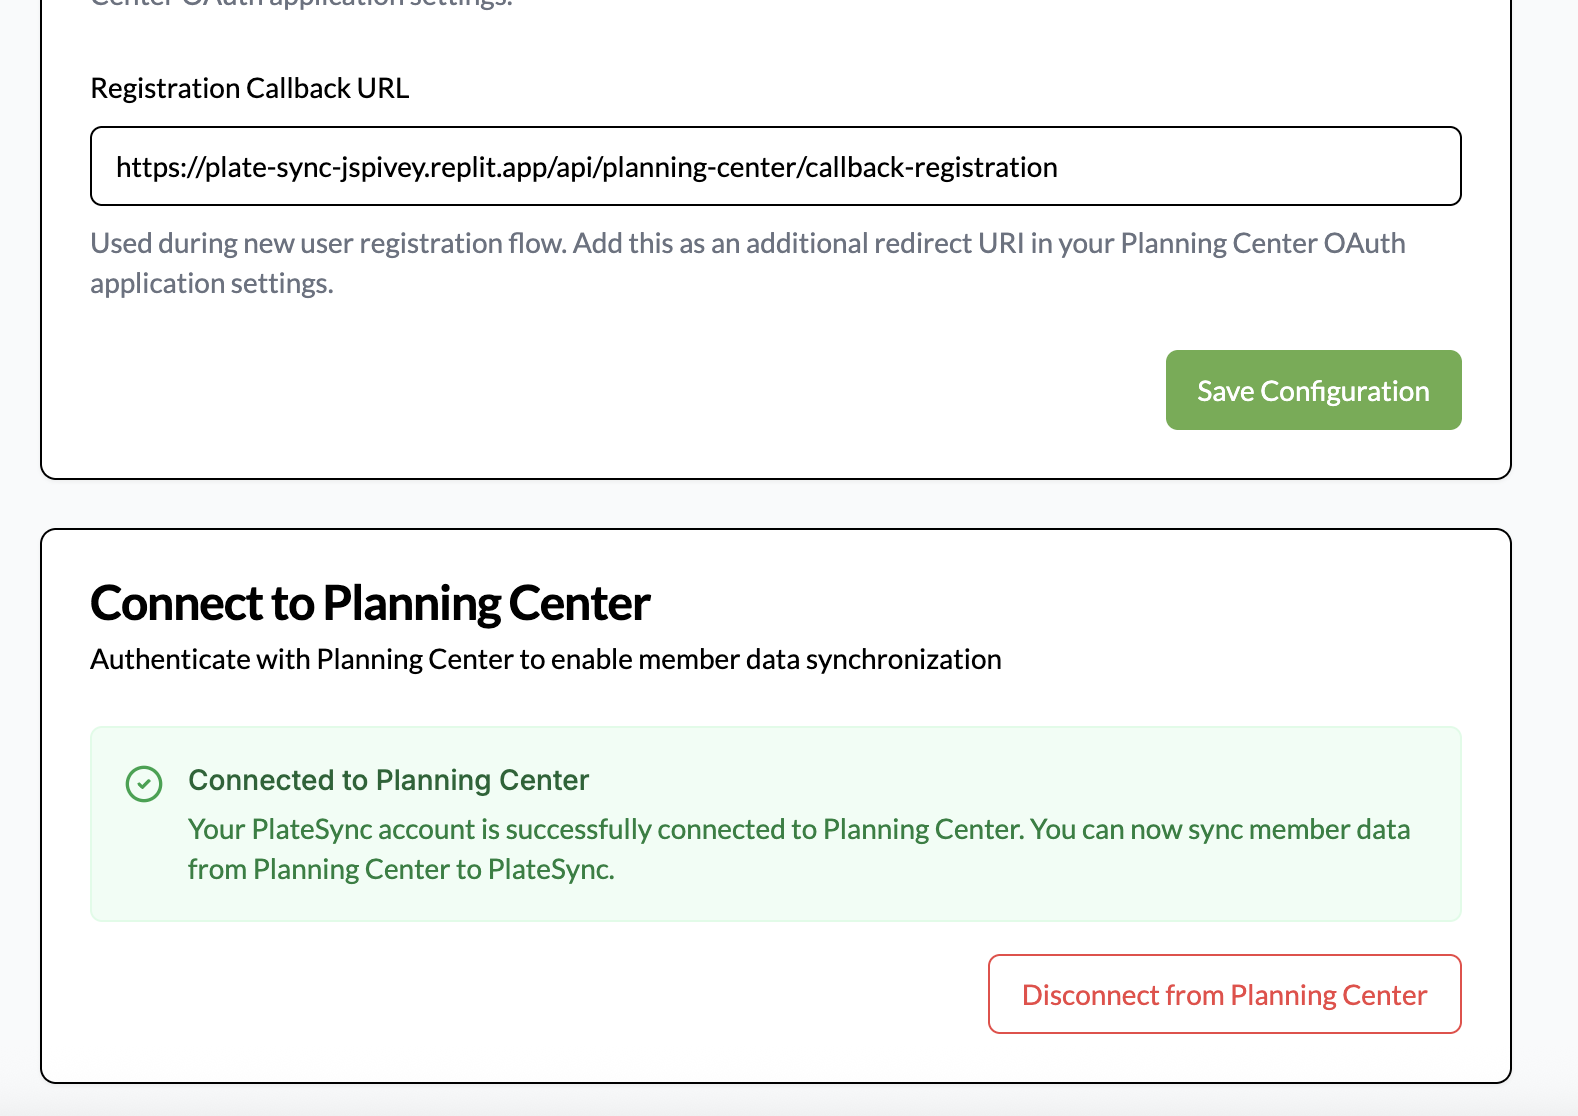 Center OAuth application settings.
Registration Callback URL
https://plate-sync-jspivey.replit.app/api/planning-center/callback-registration
Used during new user registration flow. Add this as an additional redirect URI in your Planning Center OAuth
application settings.
Save Configuration
Connect to Planning Center
Authenticate with Planning Center to enable member data synchronization
Connected to Planning Center
Your PlateSync account is successfully connected to Planning Center. You can now sync member data
from Planning Center to PlateSync.
Disconnect from Planning Center